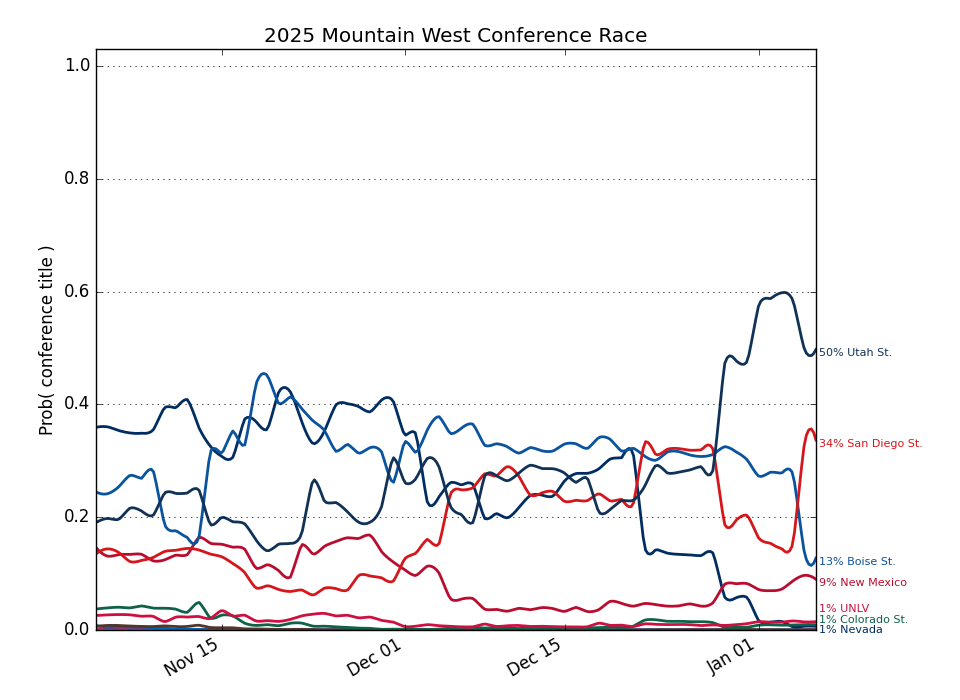 2025 Mountain West Conference Race
1.0
0.8
0.6
0.4
0.2
0.0
Prob( conference title )
50% Utah St.
34% San Diego St.
13% Boise St.
9% New Mexico
1% UNLV
1% Colorado St.
1% Nevada
Nov 15
Dec 01
Dec 15
Jan 01